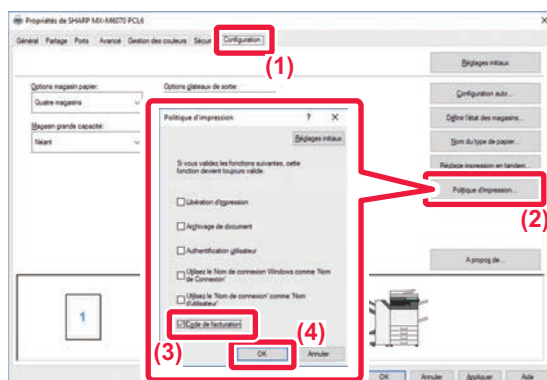 Propriétés de SHARP MX-M6070 PCL6
Général Partage Ports Avancé Gestion des couleurs Sécurité Configuration
(1)
Réglages initiaux
Options magasin papier:
Options plateaux de sortie:
Quatre magasins
Configuration auto...
Magasin grande capacité:
Néant
Définir l'état des magasins...
Nom du type de papier...
Réglage impression en tandem...
Politique d'impression...
(2)
A propos de...
Politique d'impression
? ×
Réglages initiaux
Si vous validez les fonctions suivantes, cette
fonction devient toujours valide.
Libération d'impression
Archivage de document
Authentification utilisateur
Utilisez le Nom de connexion Windows comme 'Nom
de Connexion'
Utilisez le 'Nom de connexion' comme 'Nom
d'utilisateur'
Code de facturation
(3)
(4)
OK Annuler
1
OK Annuler Appliquer Aide